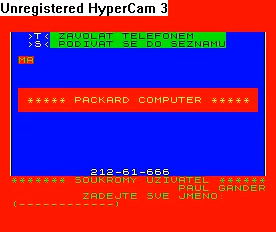 Unregistered HyperCam 3
>T< ZAVOLAT TELEFONEM
>S< PODIVAT SE DO SEZNAMU
MA
***** PACKARD COMPUTER *****
212-61-666
****** SOUKROMY UZIVATEL ******
PAUL GANDER
ZADEJTE SVE JMENO
(------------)